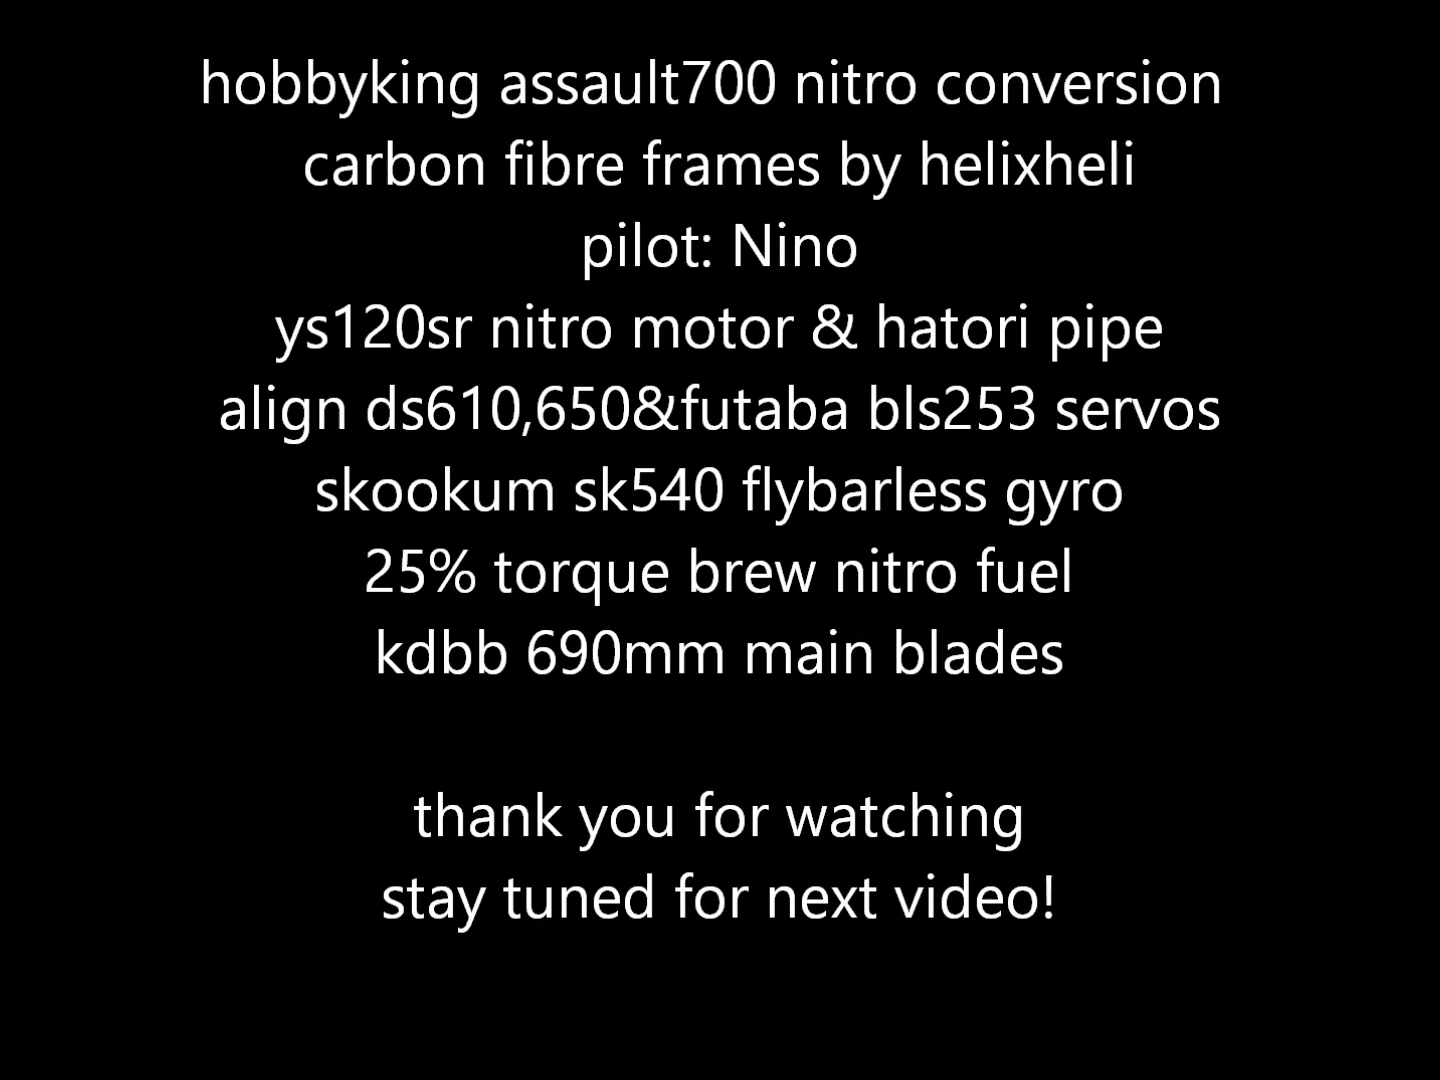 hobbyking assault700 nitro conversion
carbon fibre frames by helixheli
pilot: Nino
ys120sr nitro motor & hatori pipe
align ds610,650&futaba bls253 servos
skookum sk540 flybarless gyro
25% torque brew nitro fuel
kdbb 690mm main blades
thank you for watching
stay tuned for next video!